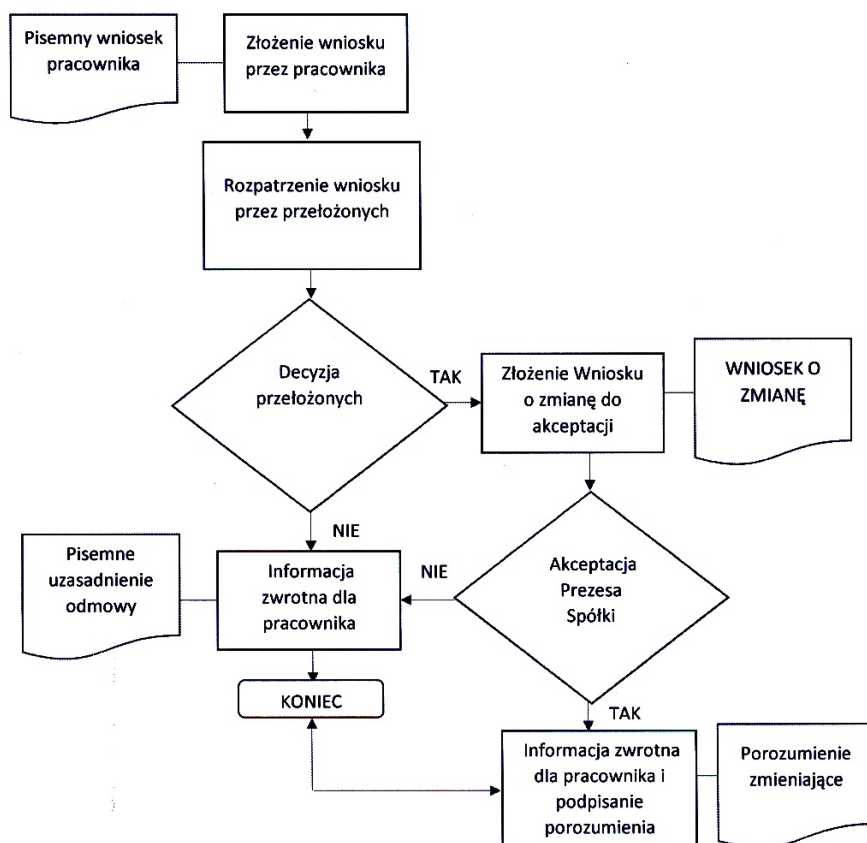 Pisemny wniosek
pracownika
Złożenie wniosku
przez pracownika
Rozpatrzenie wniosku
przez przełożonych
Decyzja
przełożonych
TAK
Złożenie Wniosku
o zmianę do
akceptacji
WNIOSEK O
ZMIANĘ
NIE
Pisemne
uzasadnienie
odmowy
Informacja
zwrotna dla
pracownika
NIE
Akceptacja
Prezesa
Spółki
KONIEC
TAK
Informacja zwrotna
dla pracownika i
podpisanie
porozumienia
Porozumienie
zmieniające